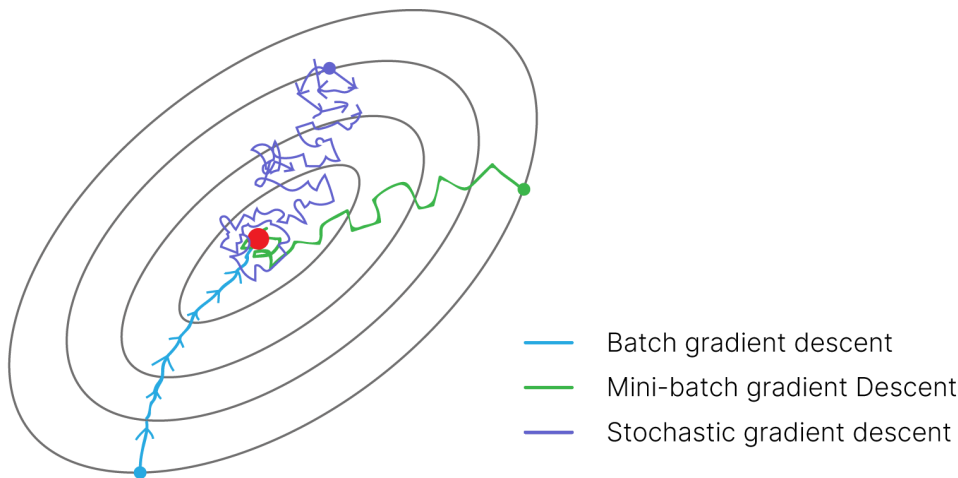 Batch gradient descent
Mini-batch gradient Descent
Stochastic gradient descent